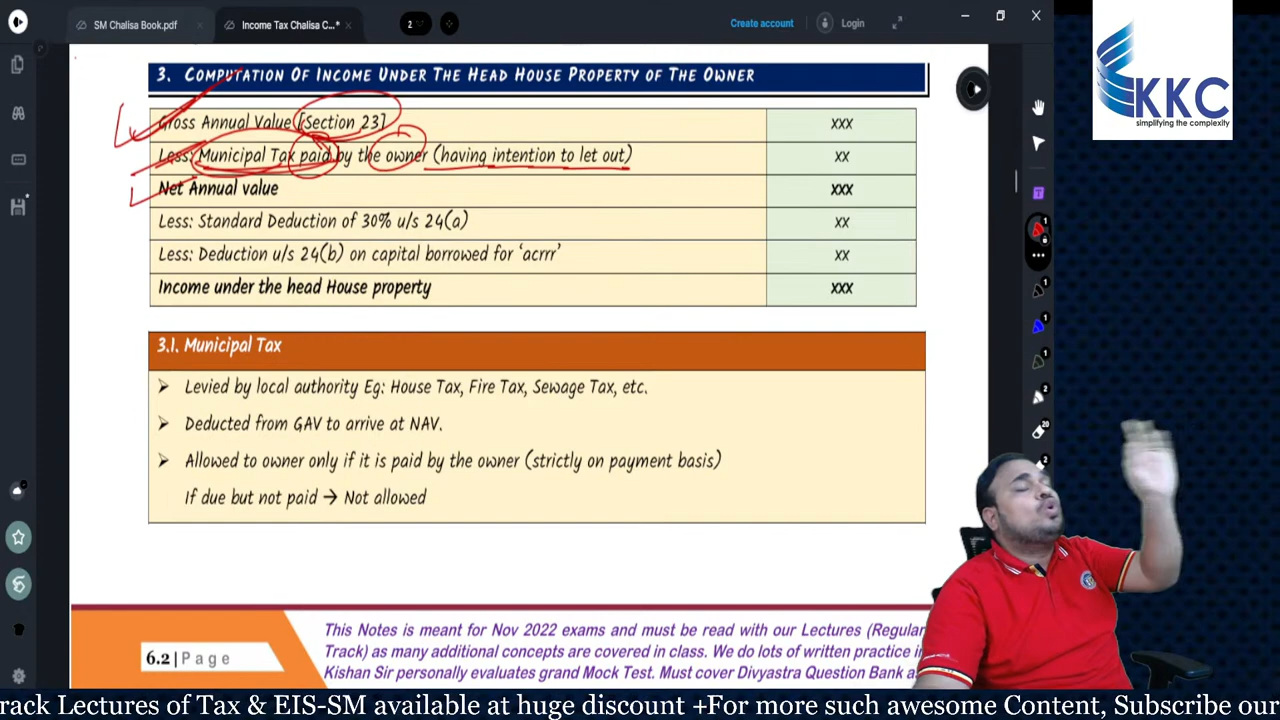 SM Chalisa Book.pdf
Income Tax Chalisa C...*
2
Create account
Login
KKC
simplifying the complexity
3. COMPUTATION OF INCOME UNDER THE HEAD HOUSE PROPERTY OF THE OWNER
Gross Annual Value [Section 23] XXX
Less: Municipal Tax paid by the owner (having intention to let out) XX
Net Annual value XXX
Less: Standard Deduction of 30% u/s 24(a) XX
Less: Deduction u/s 24(b) on capital borrowed for ‘acrrr’ XX
Income under the head House property XXX
3.1. Municipal Tax
➤ Levied by local authority Eg: House Tax, Fire Tax, Sewage Tax, etc.
➤ Deducted from GAV to arrive at NAV.
➤ Allowed to owner only if it is paid by the owner (strictly on payment basis)
If due but not paid → Not allowed
6.2 | Page
This Notes is meant for Nov 2022 exams and must be read with our Lectures (Regular
Track) as many additional concepts are covered in class. We do lots of written practice in
Kishan Sir personally evaluates grand Mock Test. Must cover Divyastra Question Bank as
rack Lectures of Tax & EIS-SM available at huge discount +For more such awesome Content, Subscribe our